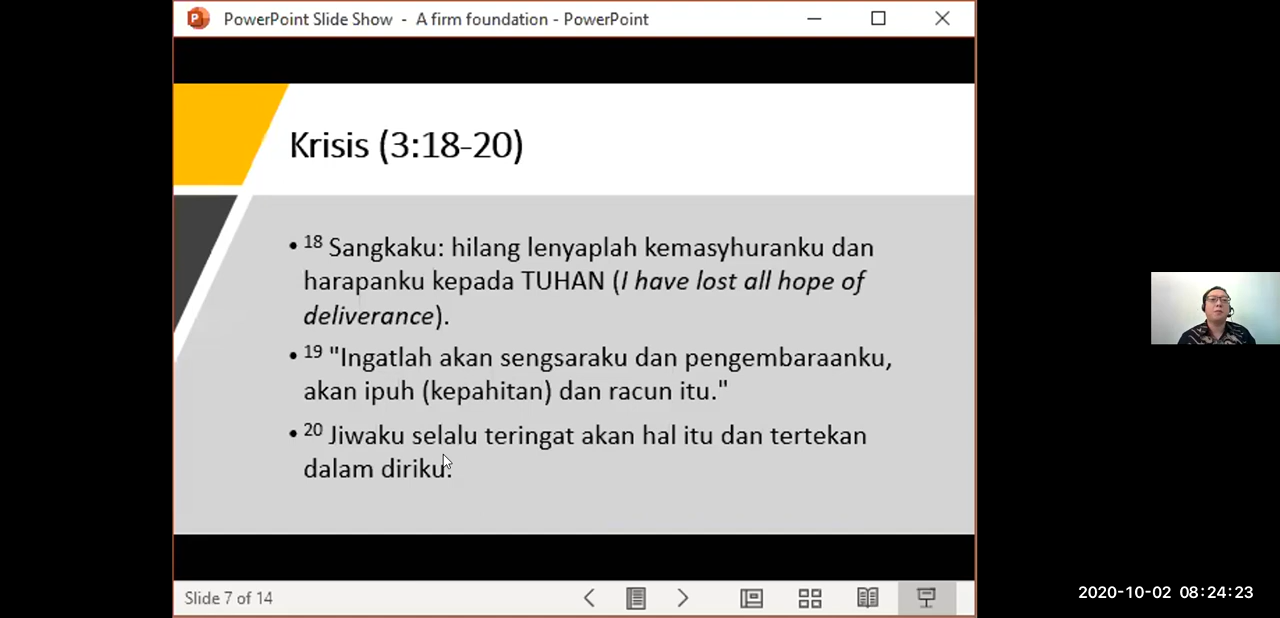 PowerPoint Slide Show - A firm foundation - PowerPoint
Krisis (3:18-20)
• 18 Sangkaku: hilang lenyaplah kemasyhuranku dan
harapanku kepada TUHAN (I have lost all hope of
deliverance).
• 19 "Ingatlah akan sengsaraku dan pengembaraanku,
akan ipuh (kepahitan) dan racun itu."
• 20 Jiwaku selalu teringat akan hal itu dan tertekan
dalam diriku.
Slide 7 of 14
2020-10-02 08:24:23